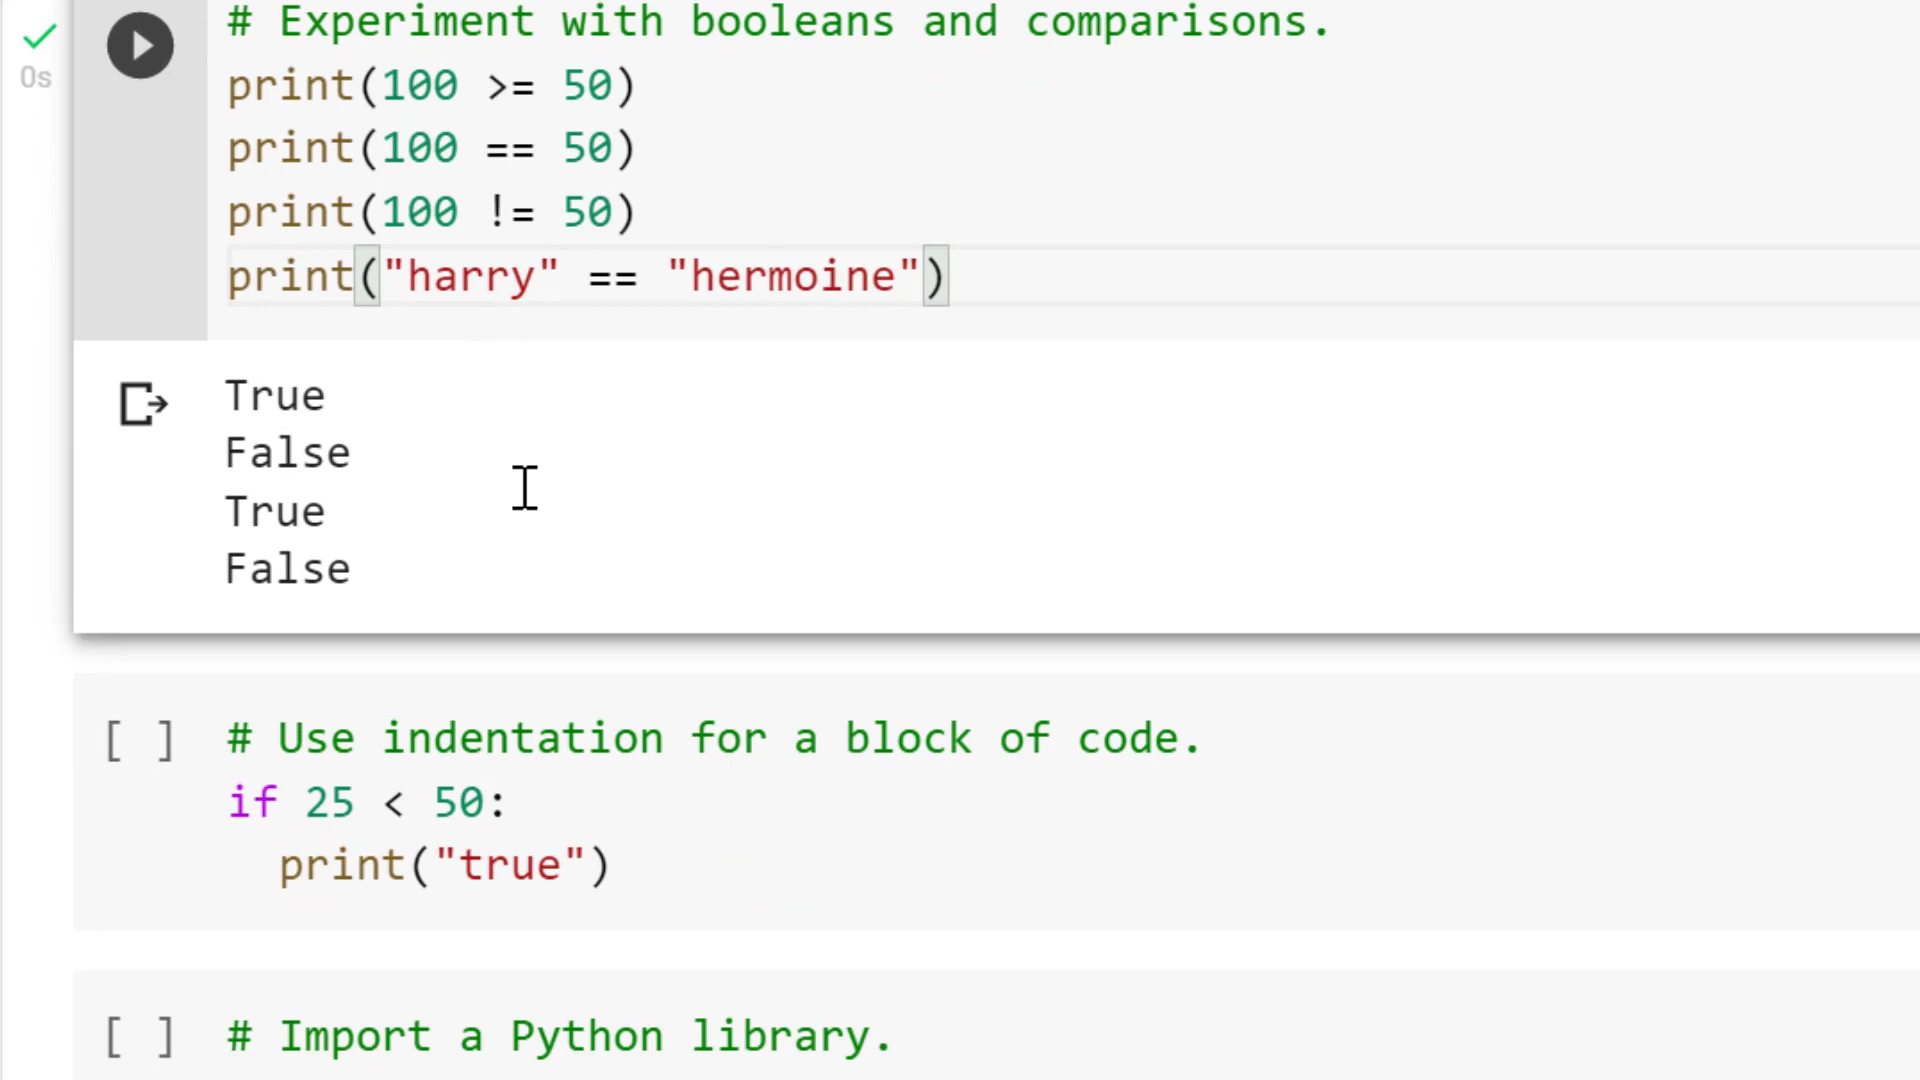 # Experiment with booleans and comparisons.
0s
print(100 >= 50)
print(100 == 50)
print(100 != 50)
print("harry" == "hermoine")
True
False
True
False
[ ] # Use indentation for a block of code.
if 25 < 50:
  print("true")
[ ] # Import a Python library.